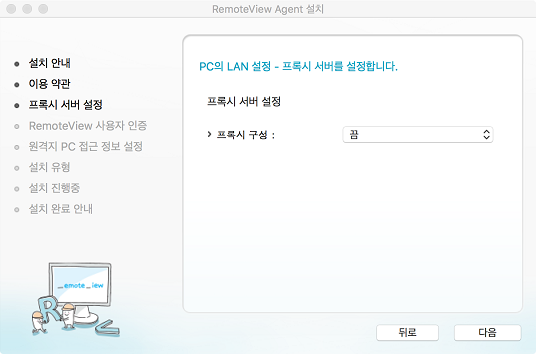 RemoteView Agent 설치
설치 안내
이용 약관
프록시 서버 설정
RemoteView 사용자 인증
원격지 PC 접근 정보 설정
설치 유형
설치 진행중
설치 완료 안내
PC의 LAN 설정 - 프록시 서버를 설정합니다.
프록시 서버 설정
프록시 구성 :
끔
_emote _iew
R
V
뒤로
다음